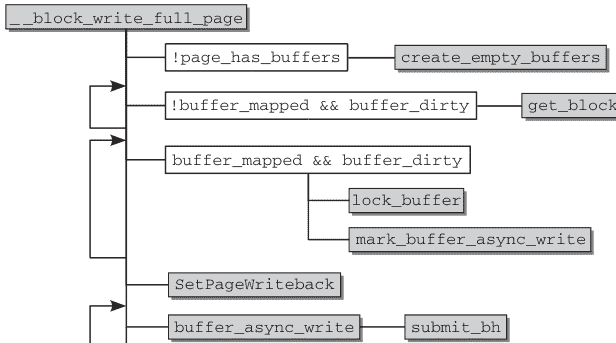 __block_write_full_page
!page_has_buffers create_empty_buffers
!buffer_mapped && buffer_dirty get_block
buffer_mapped && buffer_dirty
lock_buffer
mark_buffer_async_write
SetPageWriteback
buffer_async_write submit_bh